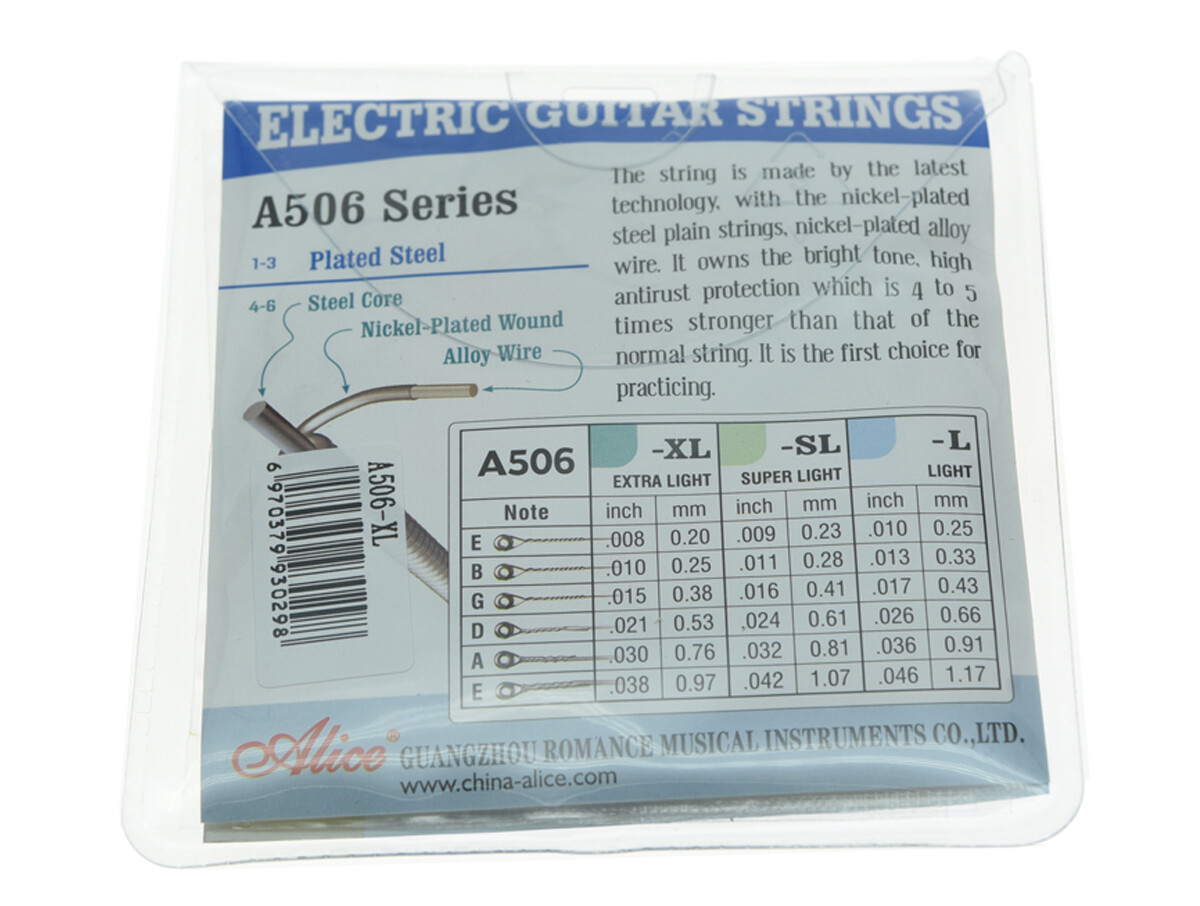 ELECTRIC GUITAR STRINGS
A506 Series
1-3 Plated Steel
4-6 Steel Core
Nickel-Plated Wound
Alloy Wire
The string is made by the latest
technology, with the nickel-plated
steel plain strings, nickel-plated alloy
wire. It owns the bright tone, high
antirust protection which is 4 to 5
times stronger than that of the
normal string. It is the first choice for
practicing.
A506 -XL -SL -L
EXTRA LIGHT SUPER LIGHT LIGHT
Note inch mm inch mm inch mm
E .008 0.20 .009 0.23 .010 0.25
B .010 0.25 .011 0.28 .013 0.33
G .015 0.38 .016 0.41 .017 0.43
D .021 0.53 .024 0.61 .026 0.66
A .030 0.76 .032 0.81 .036 0.91
E .038 0.97 .042 1.07 .046 1.17
A506-XL
6 970379 930298
Alice® GUANGZHOU ROMANCE MUSICAL INSTRUMENTS CO.,LTD.
www.china-alice.com